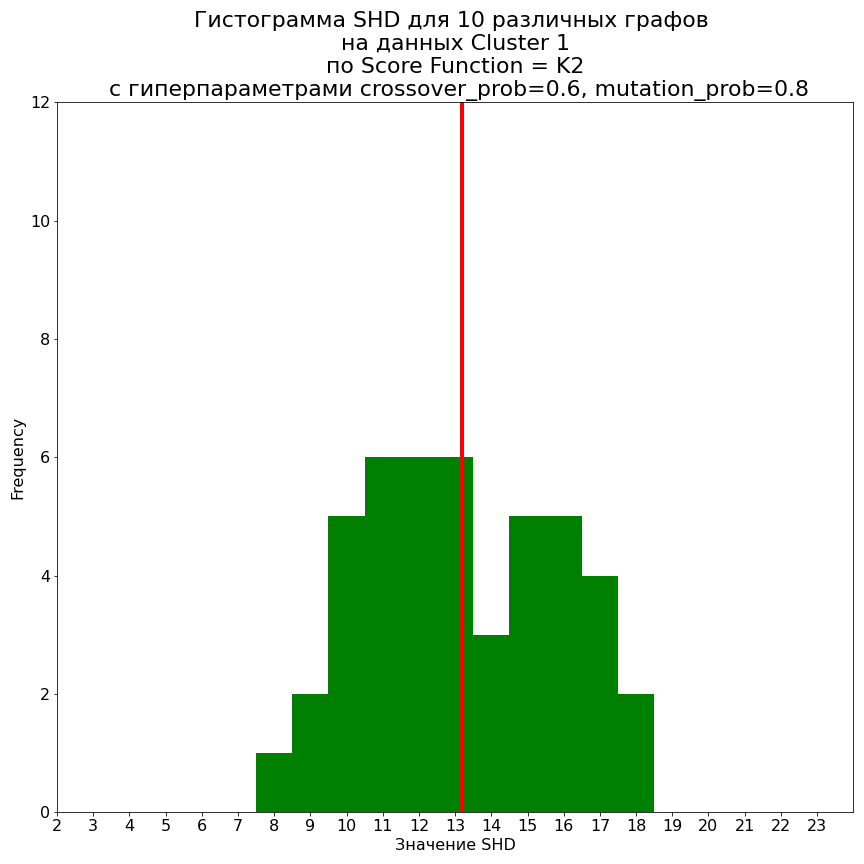 Гистограмма SHD для 10 различных графов
на данных Cluster 1
по Score Function = K2
с гиперпараметрами crossover_prob=0.6, mutation_prob=0.8
12
10
8
6
4
2
0
Frequency
2 3 4 5 6 7 8 9 10 11 12 13 14 15 16 17 18 19 20 21 22 23
Значение SHD